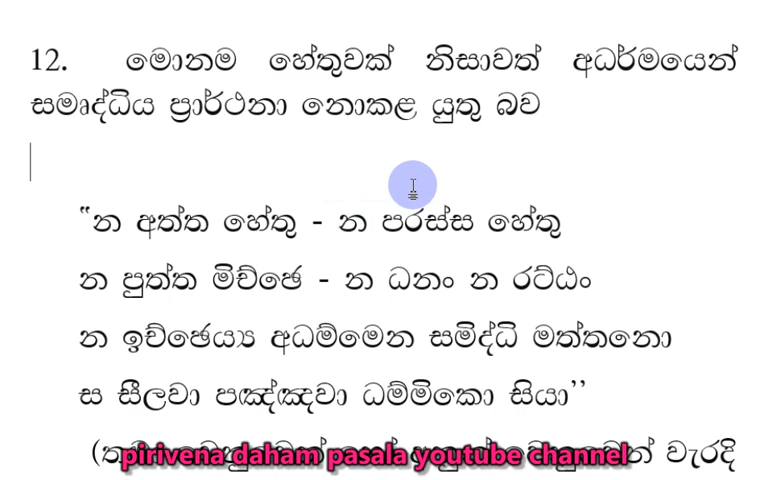 12. මොනම හේතුවක් නිසාවත් අධර්මයෙන්
සමෘද්ධිය ප්‍රාර්ථනා නොකළ යුතු බව
“න අත්ත හේතු - න පරස්ස හේතු
න පුත්ත මිච්ඡෙ - න ධනං න රට්ඨං
න ඉච්ඡෙය්‍ය අධම්මෙන සමිද්ධි මත්තනො
ස සීලවා පඤ්ඤවා ධම්මිකො සියා’’
වැරදි
pirivena daham pasala youtube channel